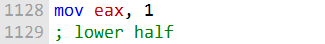 1128 mov eax, 1
1129 ; lower half